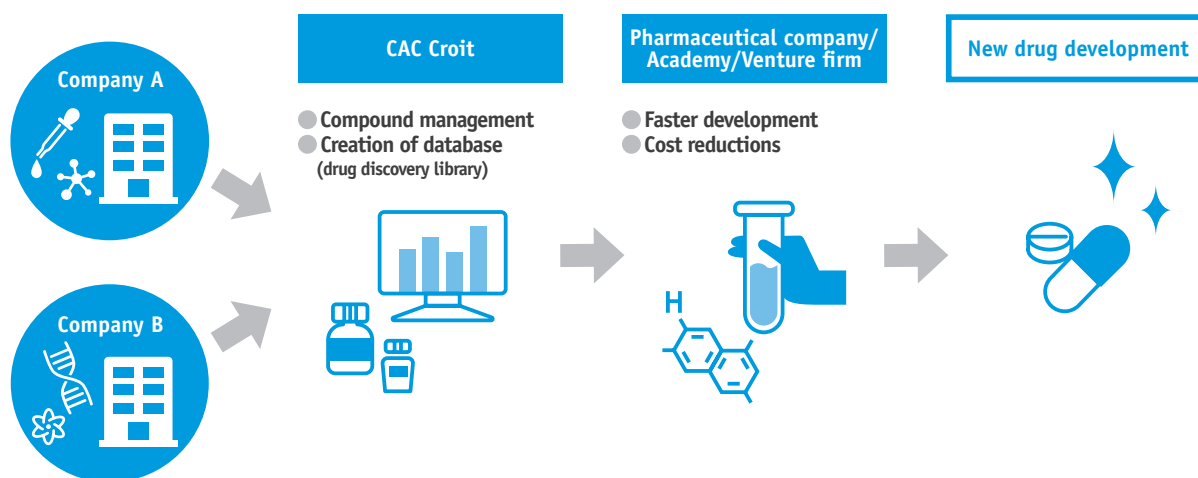 Company A
Company B
CAC Croit
Compound management
Creation of database
(drug discovery library)
Pharmaceutical company/
Academy/Venture firm
Faster development
Cost reductions
H
New drug development